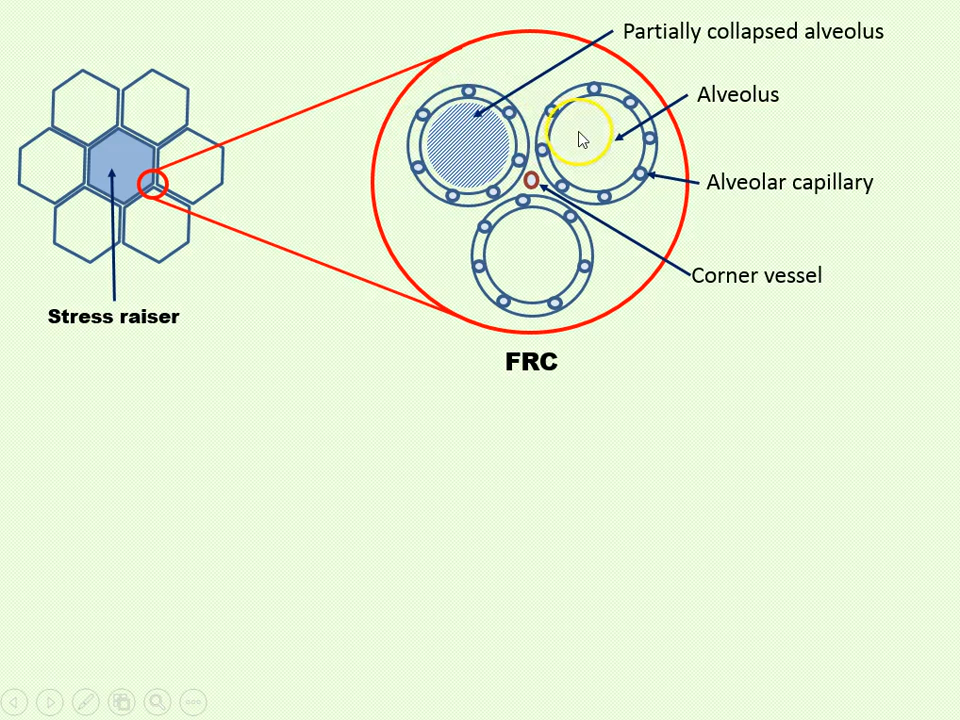 Partially collapsed alveolus
Alveolus
Alveolar capillary
Corner vessel
Stress raiser
FRC